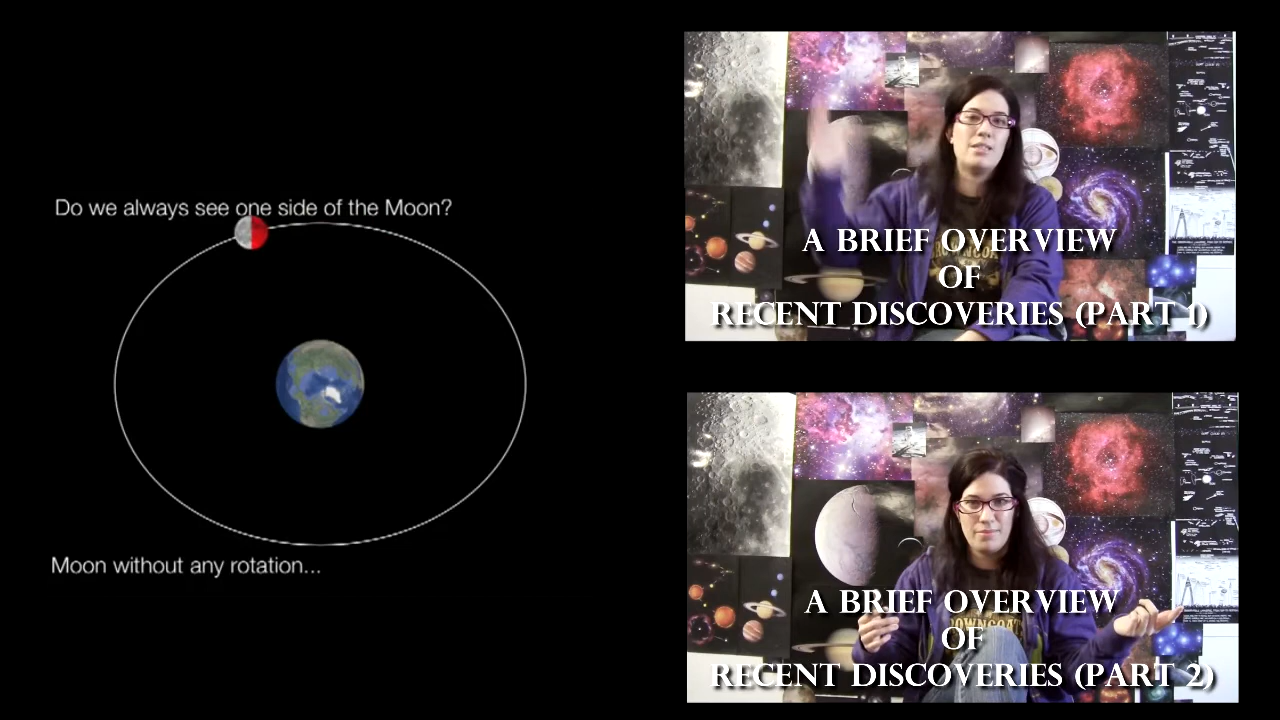 Do we always see one side of the Moon?
Moon without any rotation...
A BRIEF OVERVIEW
OF
RECENT DISCOVERIES (PART 1)
A BRIEF OVERVIEW
OF
RECENT DISCOVERIES (PART 2)